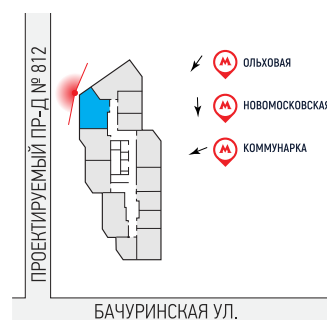 ПРОЕКТИРУЕМЫЙ ПР-Д № 812
М ОЛЬХОВАЯ
М НОВОМОСКОВСКАЯ
М КОММУНАРКА
БАЧУРИНСКАЯ УЛ.